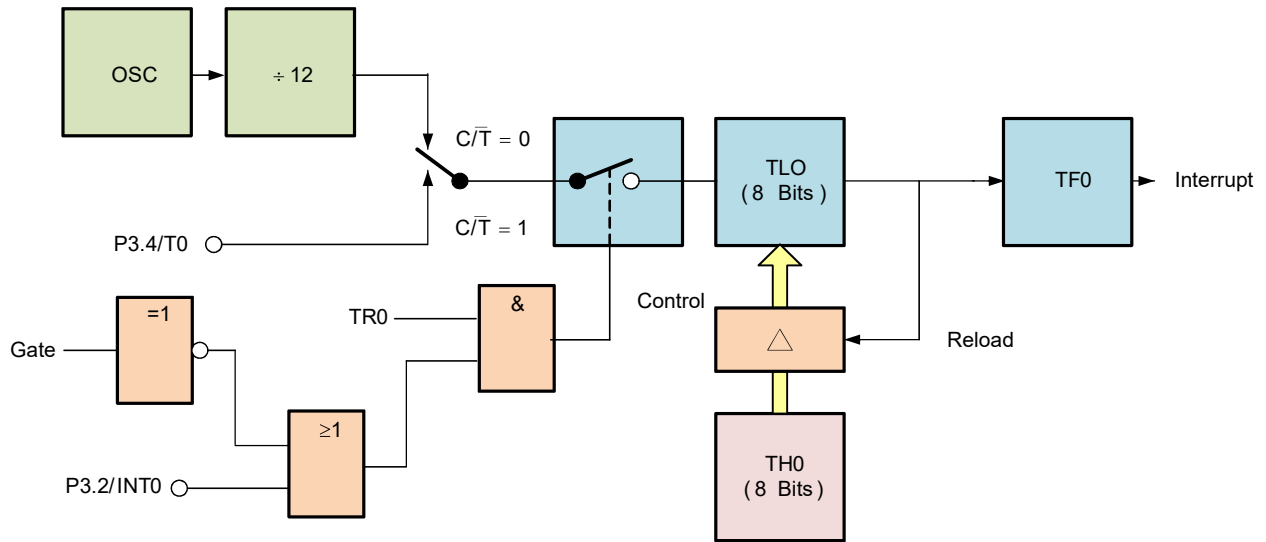 OSC
÷ 12
C/T̅ = 0
C/T̅ = 1
P3.4/T0
TLO
( 8 Bits )
TF0
Interrupt
=1
Gate
TR0
&
Control
△
Reload
≥1
P3.2/INT0
TH0
( 8 Bits )